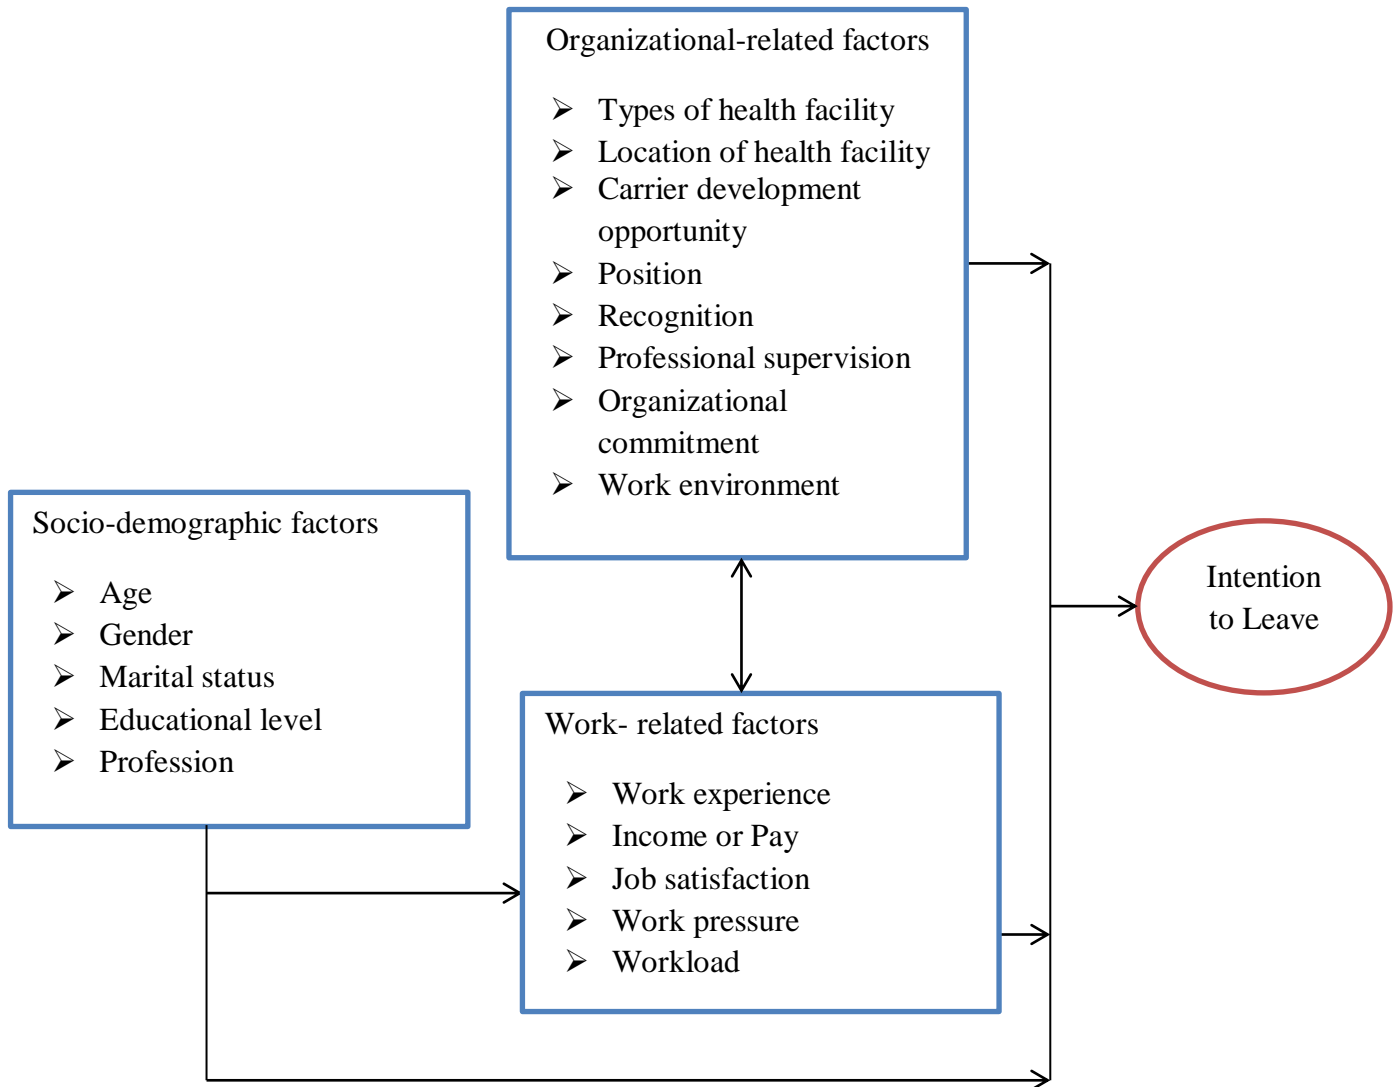 Organizational-related factors
➢ Types of health facility
➢ Location of health facility
➢ Carrier development
opportunity
➢ Position
➢ Recognition
➢ Professional supervision
➢ Organizational
commitment
➢ Work environment
Socio-demographic factors
➢ Age
➢ Gender
➢ Marital status
➢ Educational level
➢ Profession
Work- related factors
➢ Work experience
➢ Income or Pay
➢ Job satisfaction
➢ Work pressure
➢ Workload
Intention
to Leave